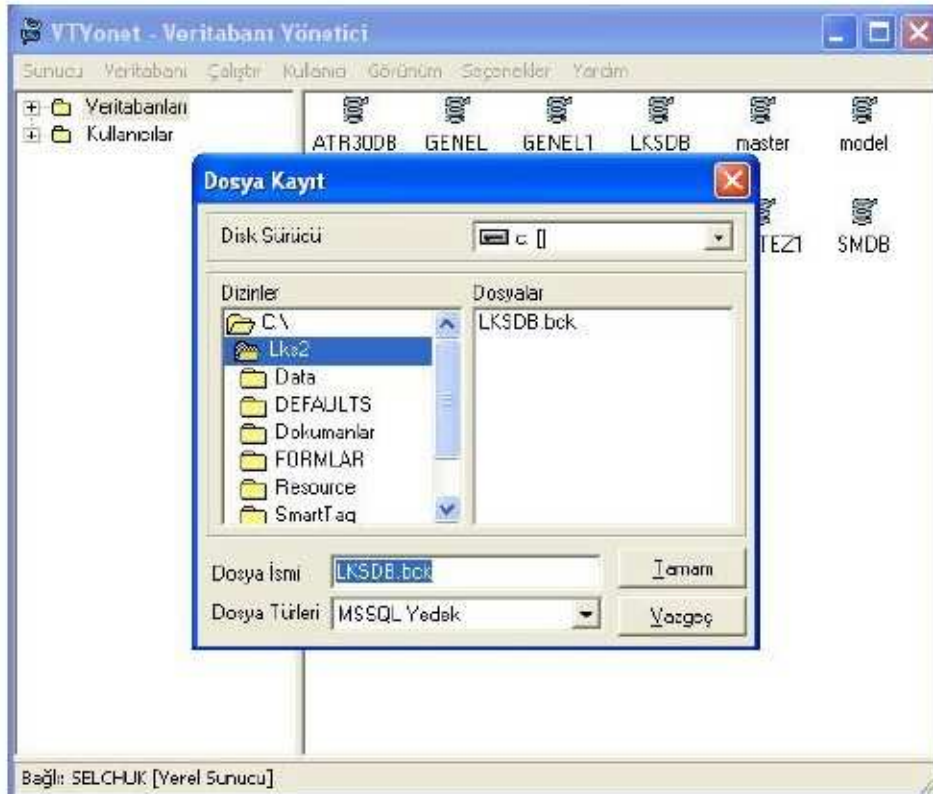 VTYonet - Veritabanı Yönetici
Sunucu Veritabanı Çalıştır Kullanıcı Görünüm Seçenekler Yardım
Veritabanları
Kullanıcılar
ATR30DB GENEL GENEL1 LKSDB master model
TEZ1 SMDB
Dosya Kayıt
Disk Sürücü
c: []
Dizinler
Dosyalar
C:\
Lks2
Data
DEFAULTS
Dokumanlar
FORMLAR
Resource
SmartTag
LKSDB.bck
Dosya İsmi LKSDB.bck Tamam
Dosya Türleri MSSQL Yedek Vazgeç
Bağlı: SELCHUK [Yerel Sunucu]